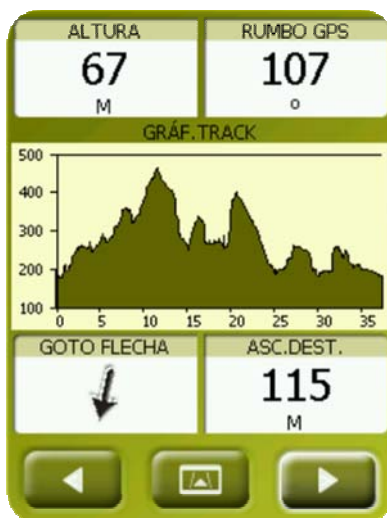 ALTURA
67
M
RUMBO GPS
107
o
GRÁF.TRACK
500
400
300
200
100
0 5 10 15 20 25 30 35
GOTO FLECHA
ASC.DEST.
115
M